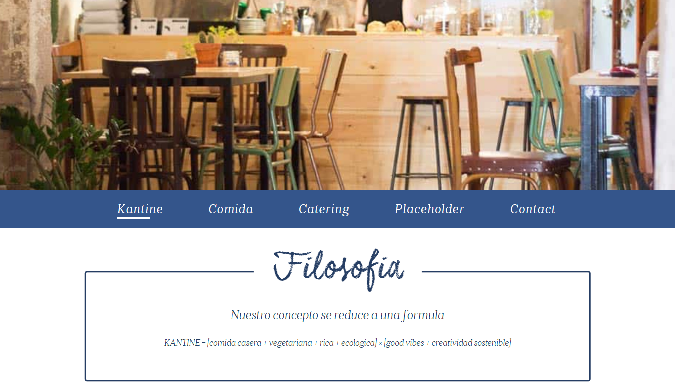 Kantine Comida Catering Placeholder Contact
Filosofía
Nuestro concepto se reduce a una formula
KANTINE = [comida casera + vegetariana + rica + ecologica] × [good vibes + creatividad sostenible]